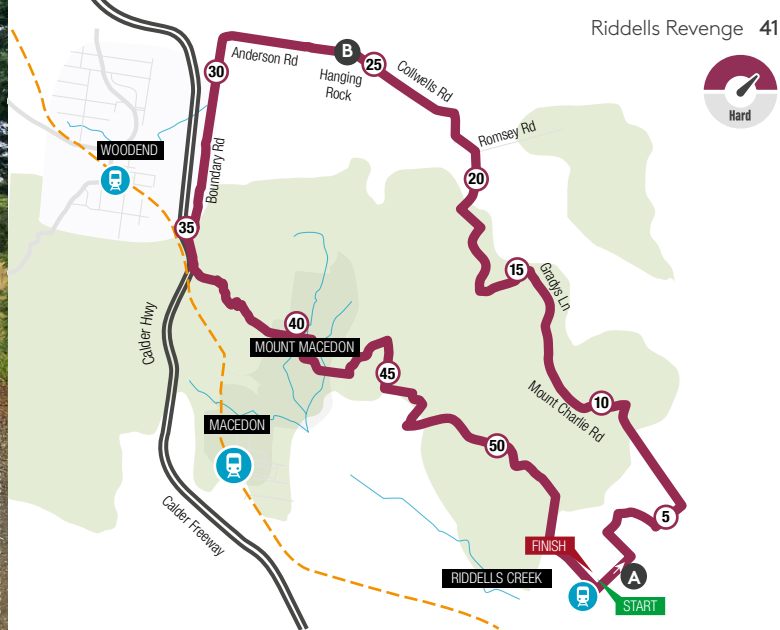 Riddells Revenge 41
Hard
B
Anderson Rd
Hanging
Rock
25
Collwells Rd
30
Romsey Rd
WOODEND
Boundary Rd
20
35
15
Gradys Ln
Calder Hwy
40
MOUNT MACEDON
45
10
Mount Charlie Rd
MACEDON
50
5
Calder Freeway
FINISH
RIDDELLS CREEK
A
START